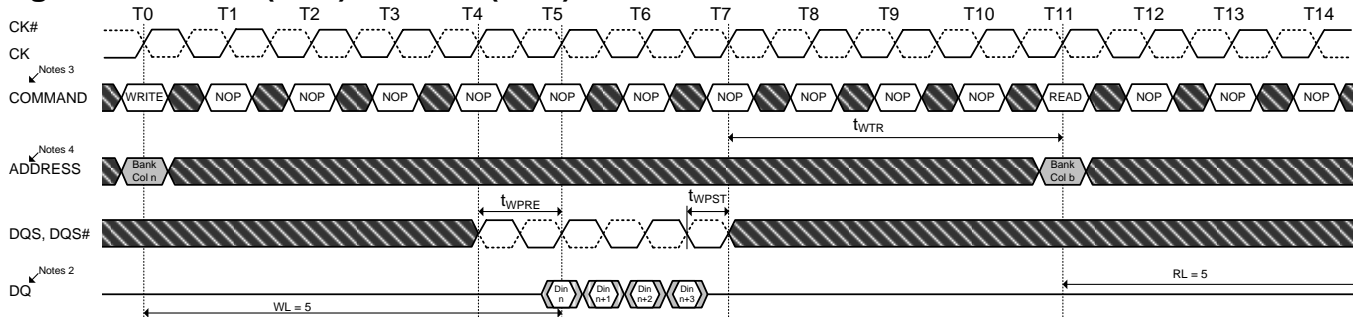 T0 T1 T2 T3 T4 T5 T6 T7 T8 T9 T10 T11 T12 T13 T14
CK#
CK
Notes 3
COMMAND WRITE NOP NOP NOP NOP NOP NOP NOP NOP NOP NOP READ NOP NOP NOP
tWTR
Notes 4
ADDRESS Bank Col n Bank Col b
tWPRE tWPST
DQS, DQS#
Notes 2
DQ Din n Din n+1 Din n+2 Din n+3
WL = 5 RL = 5